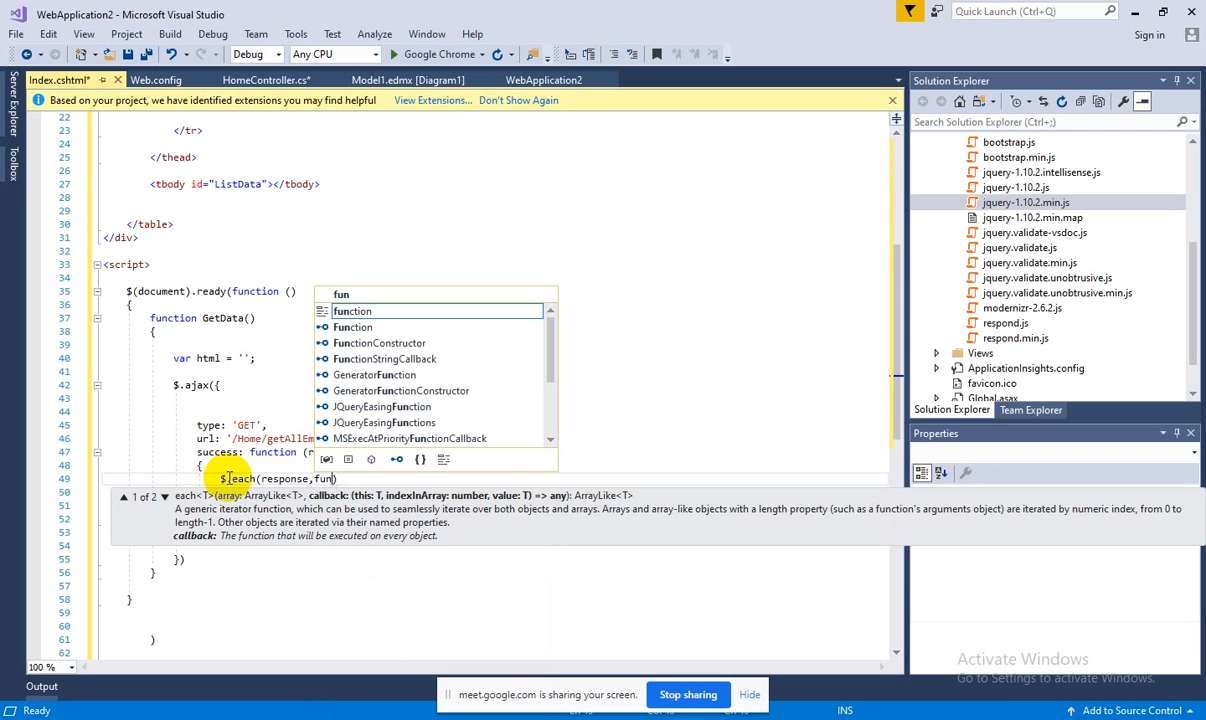 WebApplication2 - Microsoft Visual Studio
Quick Launch (Ctrl+Q)
File Edit View Project Build Debug Team Tools Test Analyze Window Help
Sign in
Debug Any CPU Google Chrome
Index.cshtml* Web.config HomeController.cs* Model1.edmx [Diagram1] WebApplication2
Server Explorer
Toolbox
Based on your project, we have identified extensions you may find helpful View Extensions... Don't Show Again
22
23 </tr>
24
25 </thead>
26
27 <tbody id="ListData"></tbody>
28
29
30 </table>
31 </div>
32
33 <script>
34
35 $(document).ready(function ()
36 {
37 function GetData()
38 {
39
40 var html = '';
41
42 $.ajax({
43
44
45 type: 'GET',
46 url: '/Home/getAllEm
47 success: function (r
48 {
49 $.each(response,fun)
50
51
52
53
54
55 })
56 }
57
58 }
59
60
61 )
62
fun
function
Function
FunctionConstructor
FunctionStringCallback
GeneratorFunction
GeneratorFunctionConstructor
JQueryEasingFunction
JQueryEasingFunctions
MSExecAtPriorityFunctionCallback
1 of 2 each<T>(array: ArrayLike<T>, callback: (this: T, indexInArray: number, value: T) => any): ArrayLike<T>
A generic iterator function, which can be used to seamlessly iterate over both objects and arrays. Arrays and array-like objects with a length property (such as a function's arguments object) are iterated by numeric index, from 0 to
length-1. Other objects are iterated via their named properties.
callback: The function that will be executed on every object.
100 %
Output
Ready
INS
Add to Source Control
Solution Explorer
Search Solution Explorer (Ctrl+;)
bootstrap.js
bootstrap.min.js
jquery-1.10.2.intellisense.js
jquery-1.10.2.js
jquery-1.10.2.min.js
jquery-1.10.2.min.map
jquery.validate-vsdoc.js
jquery.validate.js
jquery.validate.min.js
jquery.validate.unobtrusive.js
jquery.validate.unobtrusive.min.js
modernizr-2.6.2.js
respond.js
respond.min.js
Views
ApplicationInsights.config
favicon.ico
Global.asax
Solution Explorer Team Explorer
Properties
Activate Windows
Go to Settings to activate Windows.
meet.google.com is sharing your screen. Stop sharing Hide